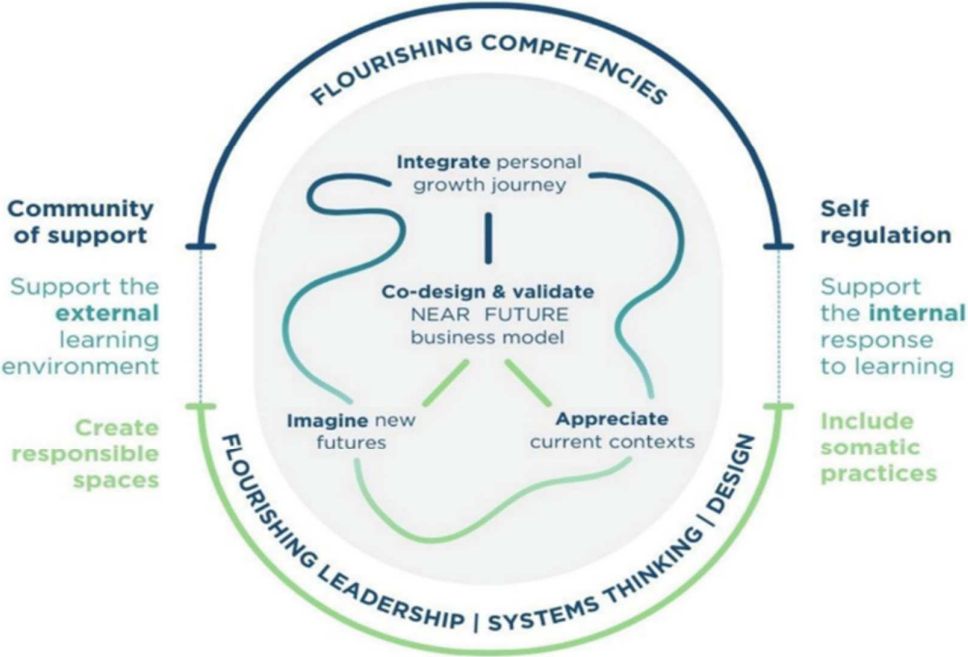 FLOURISHING COMPETENCIES
Integrate personal
growth journey
Community
of support
Self
regulation
Co-design & validate
NEAR FUTURE
business model
Support the
external
learning
environment
Support
the internal
response
to learning
Imagine new
futures
Appreciate
current contexts
Create
responsible
spaces
Include
somatic
practices
FLOURISHING LEADERSHIP | SYSTEMS THINKING | DESIGN